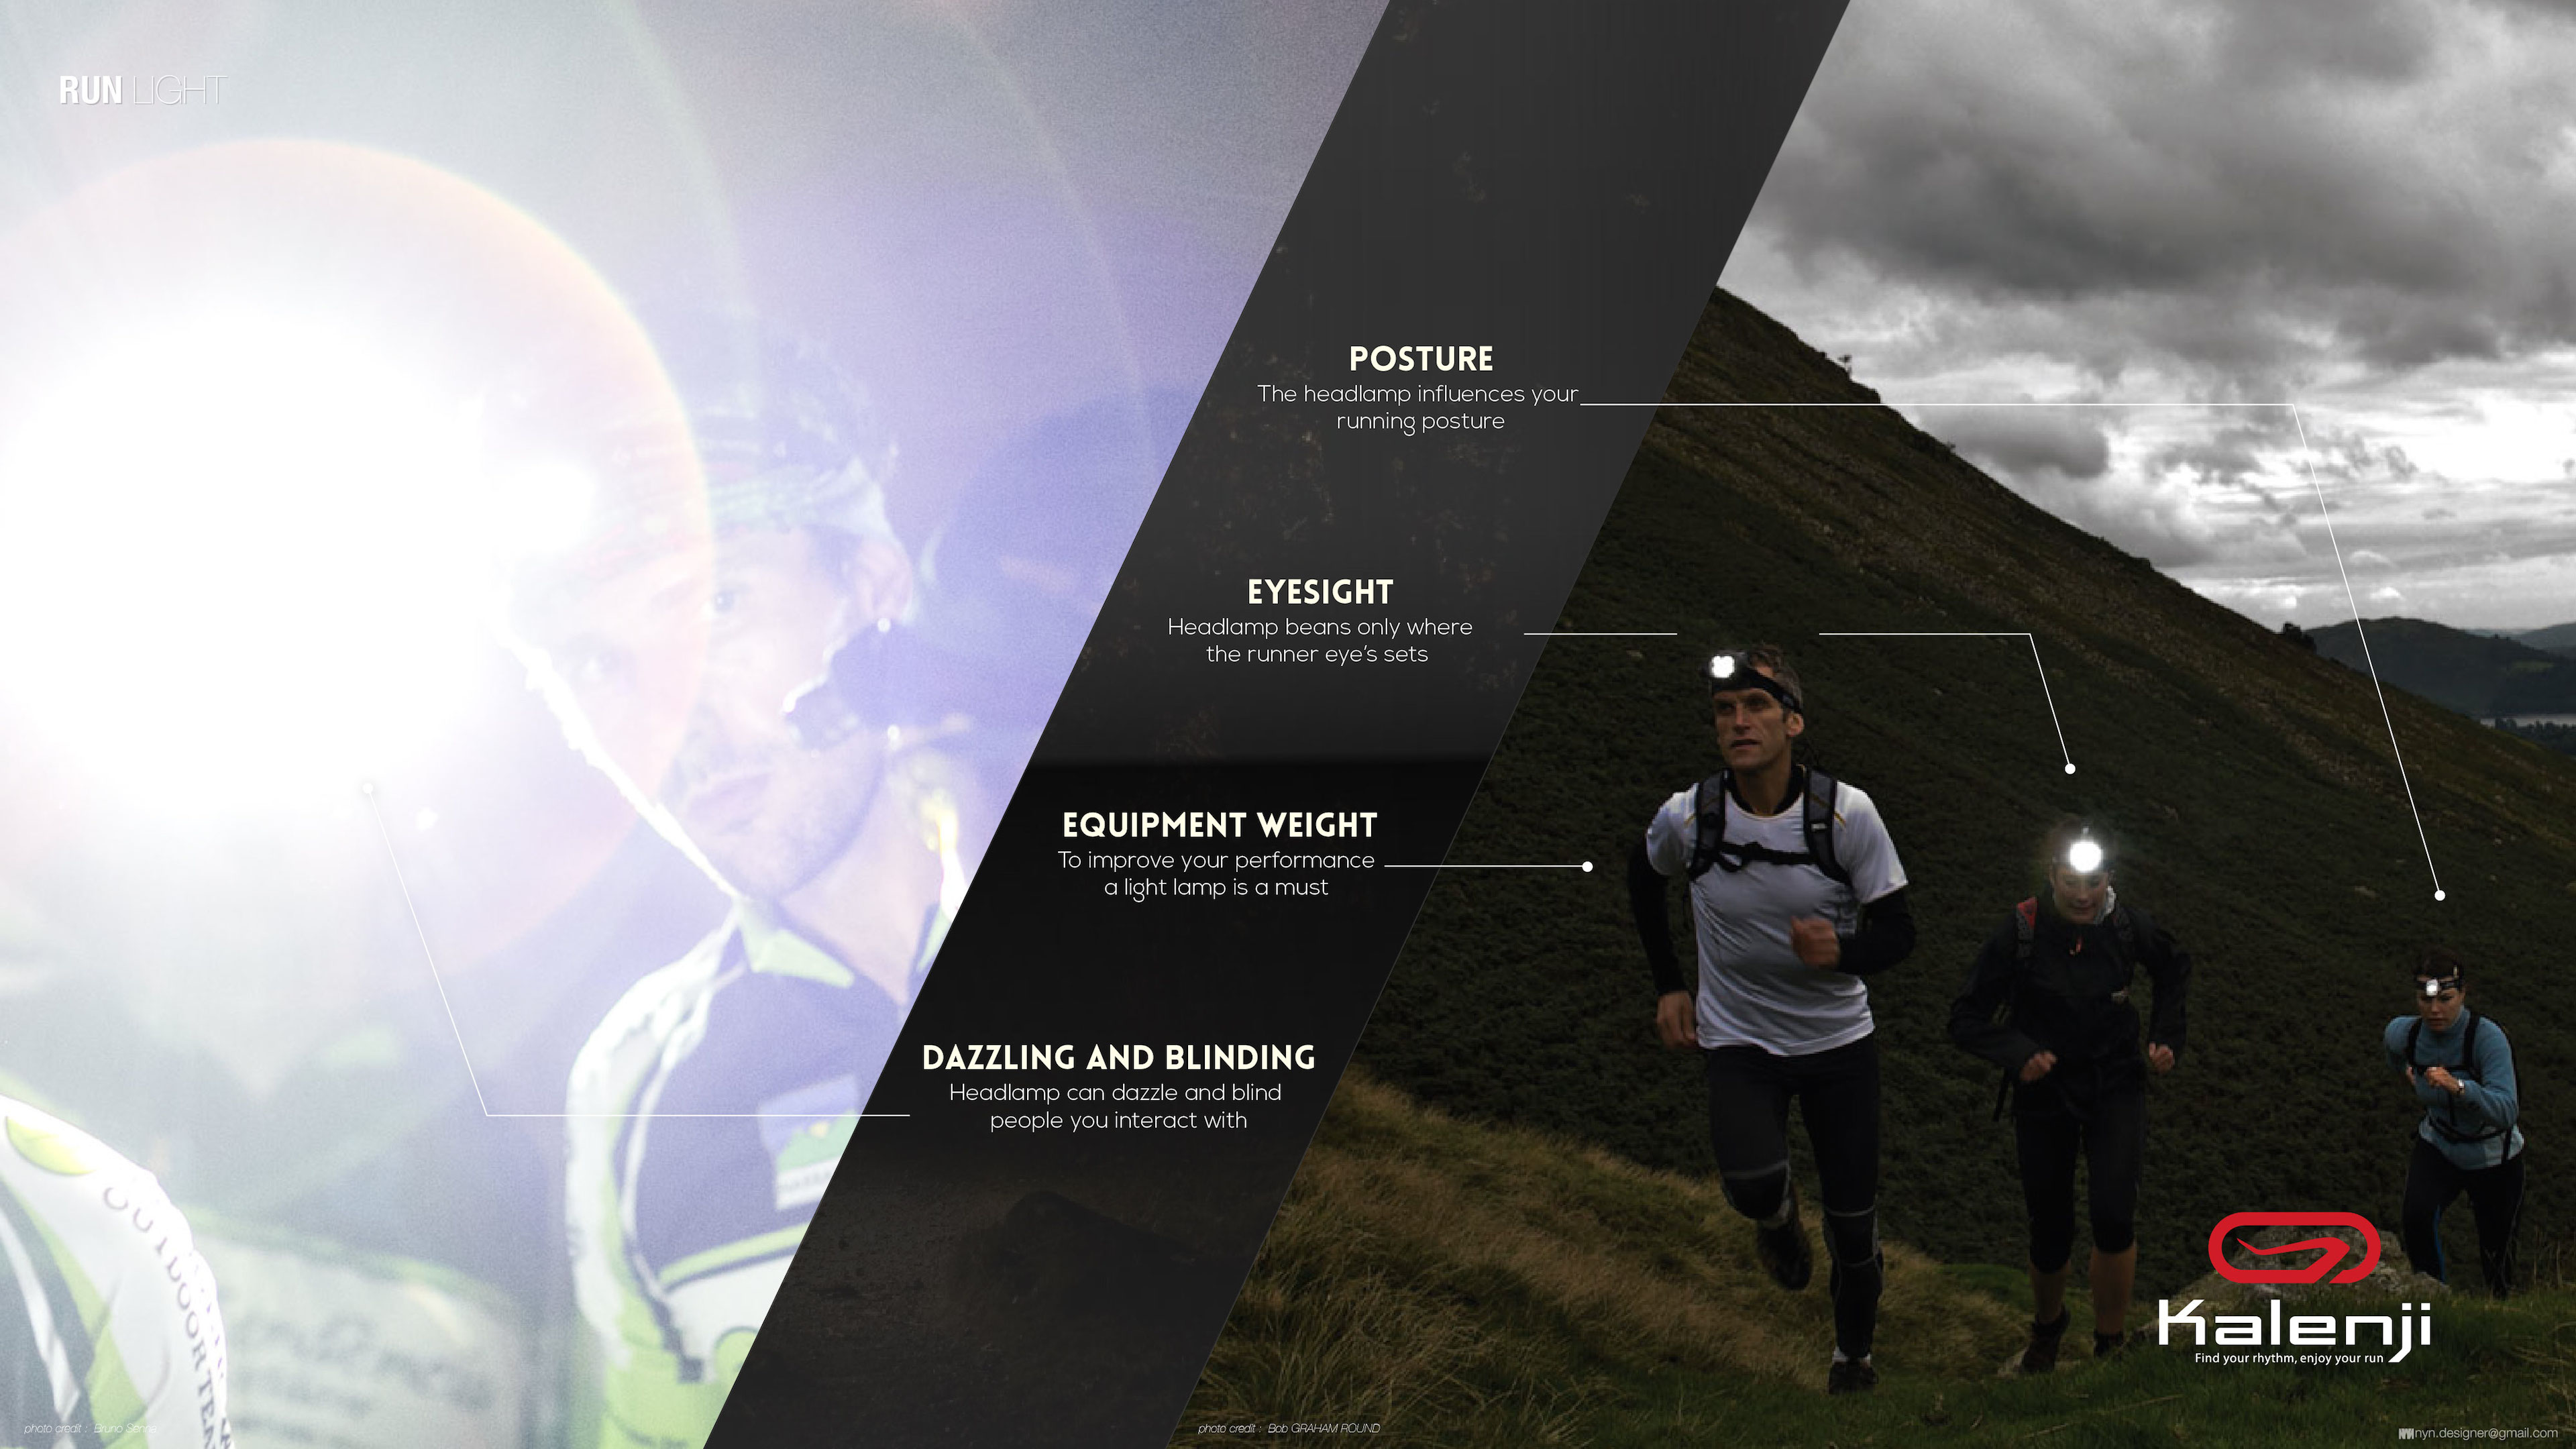 RUN LIGHT
POSTURE
The headlamp influences your
running posture
EYESIGHT
Headlamp beans only where
the runner eye's sets
EQUIPMENT WEIGHT
To improve your performance
a light lamp is a must
DAZZLING AND BLINDING
Headlamp can dazzle and blind
people you interact with
OUTDOOR TEAM
Kalenji
Find your rhythm, enjoy your run
photo credit : Bruno
photo credit : Bob GRAHAM ROUND
nyn.designer@gmail.com